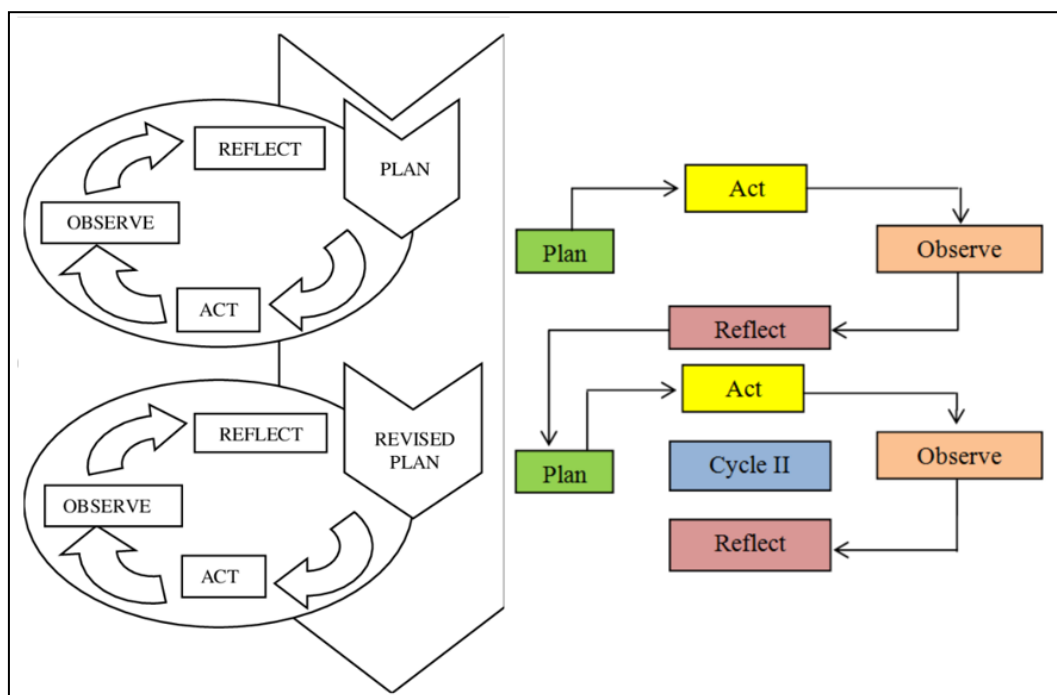 REFLECT
PLAN
OBSERVE
ACT
REFLECT
REVISED
PLAN
OBSERVE
ACT
Act
Plan
Observe
Reflect
Act
Plan
Cycle II
Observe
Reflect